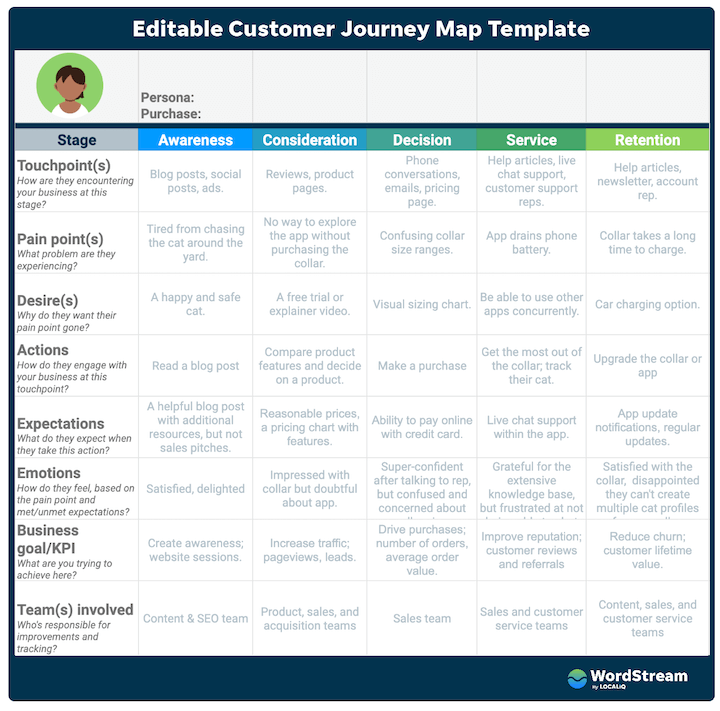 Editable Customer Journey Map Template
Persona:
Purchase:
Stage
Awareness
Consideration
Decision
Service
Retention
Touchpoint(s)
How are they encountering
your business at this
stage?
Blog posts, social
posts, ads.
Reviews, product
pages.
Phone
conversations,
emails, pricing
page.
Help articles, live
chat support,
customer support
reps.
Help articles,
newsletter, account
rep.
Pain point(s)
What problem are they
experiencing?
Tired from chasing
the cat around the
yard.
No way to explore
the app without
purchasing the
collar.
Confusing collar
size ranges.
App drains phone
battery.
Collar takes a long
time to charge.
Desire(s)
Why do they want their
pain point gone?
A happy and safe
cat.
A free trial or
explainer video.
Visual sizing chart.
Be able to use other
apps concurrently.
Car charging option.
Actions
How do they engage with
your business at this
touchpoint?
Read a blog post
Compare product
features and decide
on a product.
Make a purchase
Get the most out of
the collar; track
their cat.
Upgrade the collar or
app
Expectations
What do they expect when
they take this action?
A helpful blog post
with additional
resources, but not
sales pitches.
Reasonable prices,
a pricing chart with
features.
Ability to pay online
with credit card.
Live chat support
within the app.
App update
notifications, regular
updates.
Emotions
How do they feel, based on
the pain point and
met/unmet expectations?
Satisfied, delighted
Impressed with
collar but doubtful
about app.
Super-confident
after talking to rep,
but confused and
concerned about
Grateful for the
extensive
knowledge base,
but frustrated at not
Satisfied with the
collar, disappointed
they can't create
multiple cat profiles
Business
goal/KPI
What are you trying to
achieve here?
Create awareness;
website sessions.
Increase traffic;
pageviews, leads.
Drive purchases;
number of orders,
average order
value.
Improve reputation;
customer reviews
and referrals
Reduce churn;
customer lifetime
value.
Team(s) involved
Who's responsible for
improvements and
tracking?
Content & SEO team
Product, sales, and
acquisition teams
Sales team
Sales and customer
service teams
Content, sales, and
customer service
teams
WordStream
by LOCALiQ